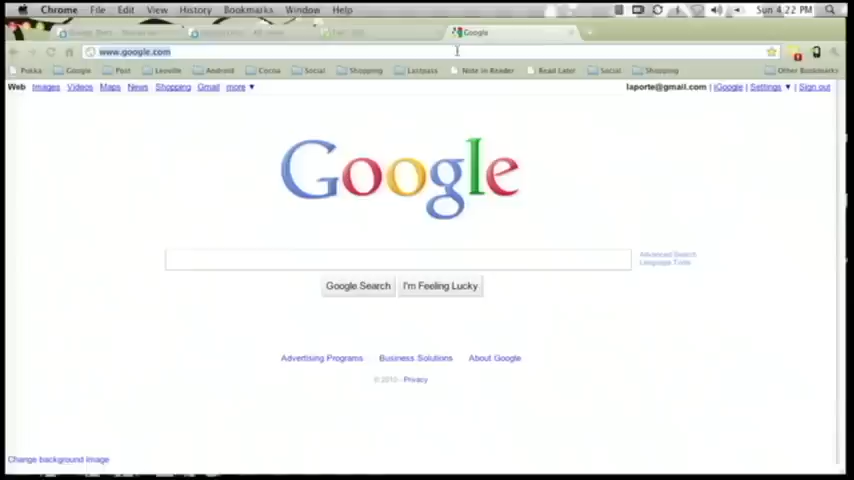 Chrome File Edit View History Bookmarks Window Help Sun 4:22 PM
Google
www.google.com
Pukka Google Post Leoville Android Cocoa Social Shopping Lastpass Note in Reader Read Later Social Shopping Other Bookmarks
Web Images Videos Maps News Shopping Gmail more ▼ laporte@gmail.com | iGoogle | Settings ▼ | Sign out
Google
Advanced Search
Language Tools
Google Search I'm Feeling Lucky
Advertising Programs Business Solutions About Google
© 2010 - Privacy
Change background image